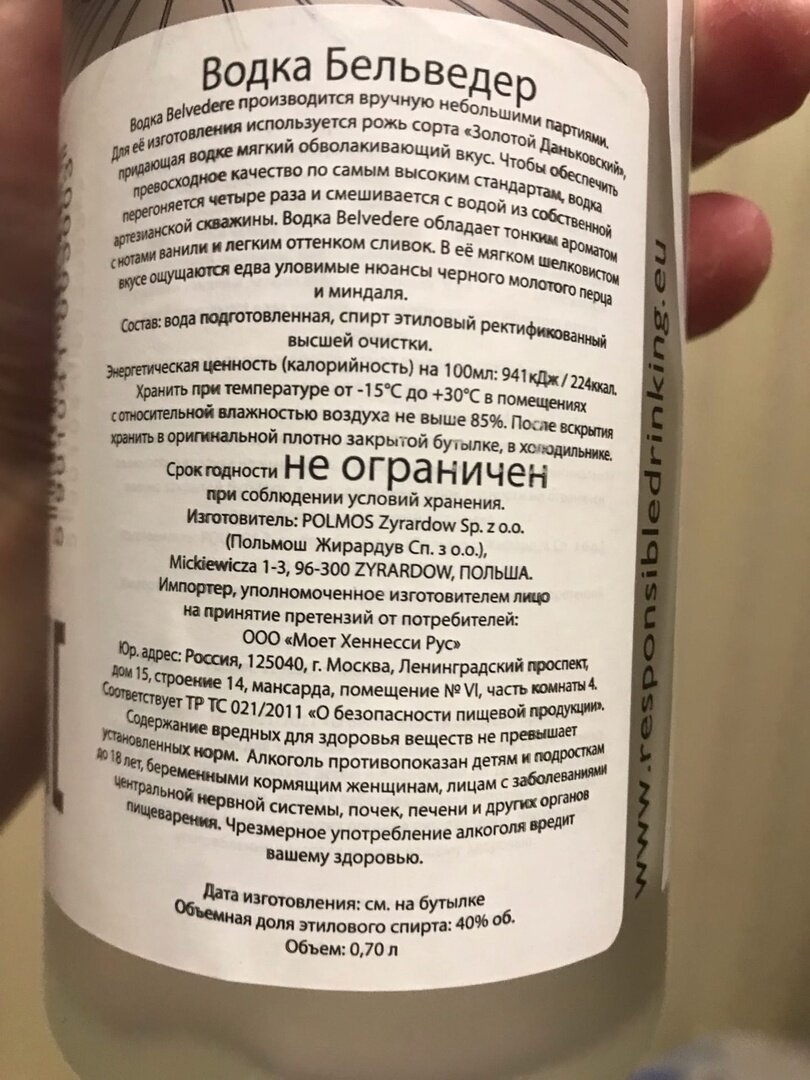 Водка Бельведер
Водка Belvedere производится вручную небольшими партиями.
Для её изготовления используется рожь сорта «Золотой Даньковский»,
придающая водке мягкий обволакивающий вкус. Чтобы обеспечить
превосходное качество по самым высоким стандартам, водка
перегоняется четыре раза и смешивается с водой из собственной
артезианской скважины. Водка Belvedere обладает тонким ароматом
с нотами ванили и легким оттенком сливок. В её мягком шелковистом
вкусе ощущаются едва уловимые нюансы черного молотого перца
и миндаля.
Состав: вода подготовленная, спирт этиловый ректификованный
высшей очистки.
Энергетическая ценность (калорийность) на 100мл: 941кДж / 224ккал.
Хранить при температуре от -15°С до +30°С в помещениях
с относительной влажностью воздуха не выше 85%. После вскрытия
хранить в оригинальной плотно закрытой бутылке, в холодильнике.
Срок годности не ограничен
при соблюдении условий хранения.
Изготовитель: POLMOS Zyrardow Sp. z o.o.
(Польмош Жирардув Сп. з о.о.),
Mickiewicza 1-3, 96-300 ZYRARDOW, ПОЛЬША.
Импортер, уполномоченное изготовителем лицо
на принятие претензий от потребителей:
ООО «Моет Хеннесси Рус»
Юр. адрес: Россия, 125040, г. Москва, Ленинградский проспект,
дом 15, строение 14, мансарда, помещение № VI, часть комнаты 4.
Соответствует ТР ТС 021/2011 «О безопасности пищевой продукции».
Содержание вредных для здоровья веществ не превышает
установленных норм. Алкоголь противопоказан детям и подросткам
до 18 лет, беременными кормящим женщинам, лицам с заболеваниями
центральной нервной системы, почек, печени и других органов
пищеварения. Чрезмерное употребление алкоголя вредит
вашему здоровью.
Дата изготовления: см. на бутылке
Объемная доля этилового спирта: 40% об.
Объем: 0,70 л
www.responsibledrinking.eu